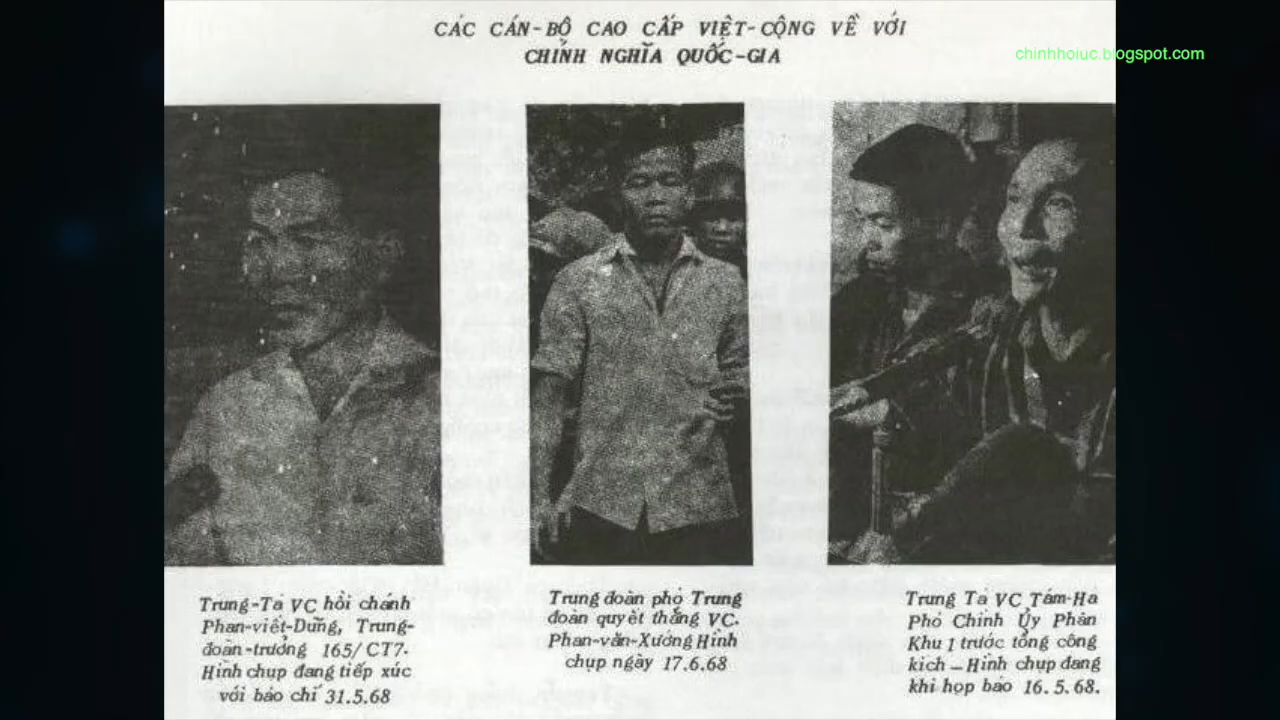 CÁC CÁN-BỘ CAO CẤP VIỆT-CỘNG VỀ VỚI
CHÍNH NGHĨA QUỐC-GIA
chinhhoiuc.blogspot.com
Trung-Tá VC hồi chánh
Phan-viết-Dũng, Trung-
đoàn-trưởng 165/CT7.
Hình chụp đang tiếp xúc
với báo chí 31.5.68
Trung đoàn phó Trung
đoàn quyết thắng VC.
Phan-văn-Xưởng Hình
chụp ngày 17.6.68
Trung Tá VC Tám-Hà
Phó Chính Ủy Phân
Khu 1 trước tổng công
kích – Hình chụp đang
khi họp báo 16.5.68.